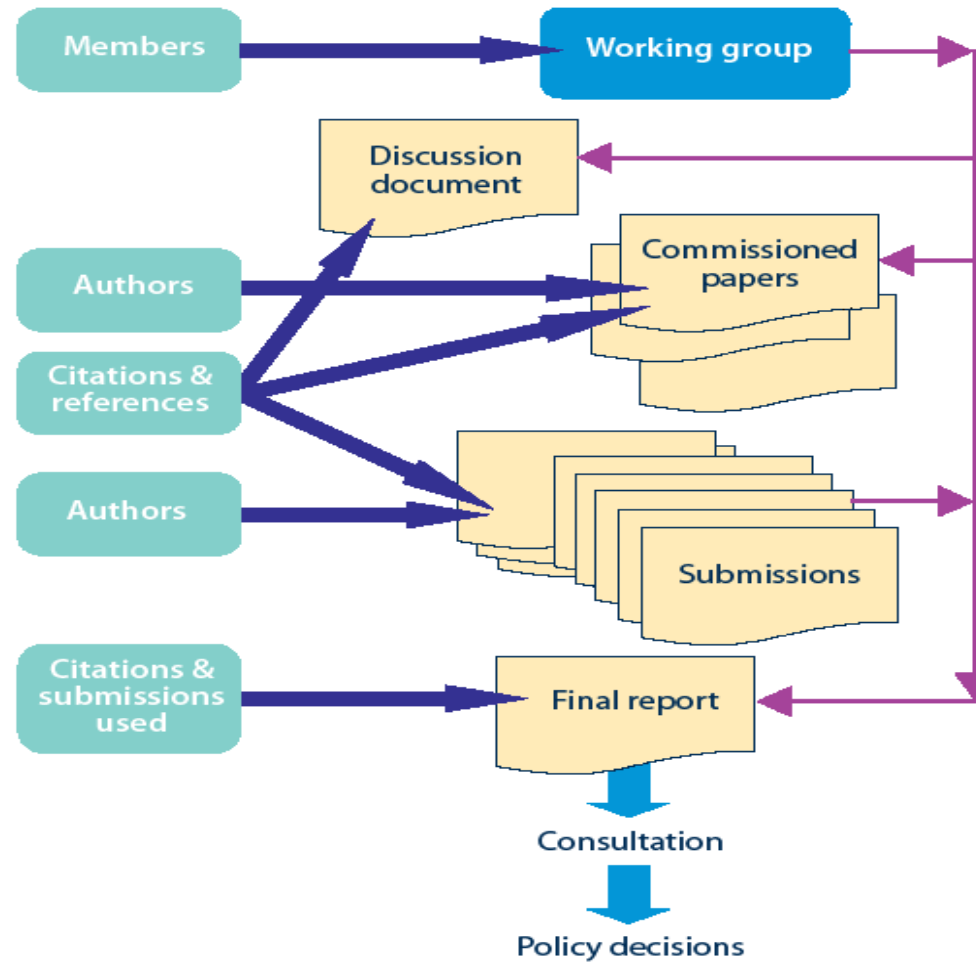 Members
Working group
Discussion
document
Commissioned
papers
Authors
Citations &
references
Authors
Submissions
Citations &
submissions
used
Final report
Consultation
Policy decisions